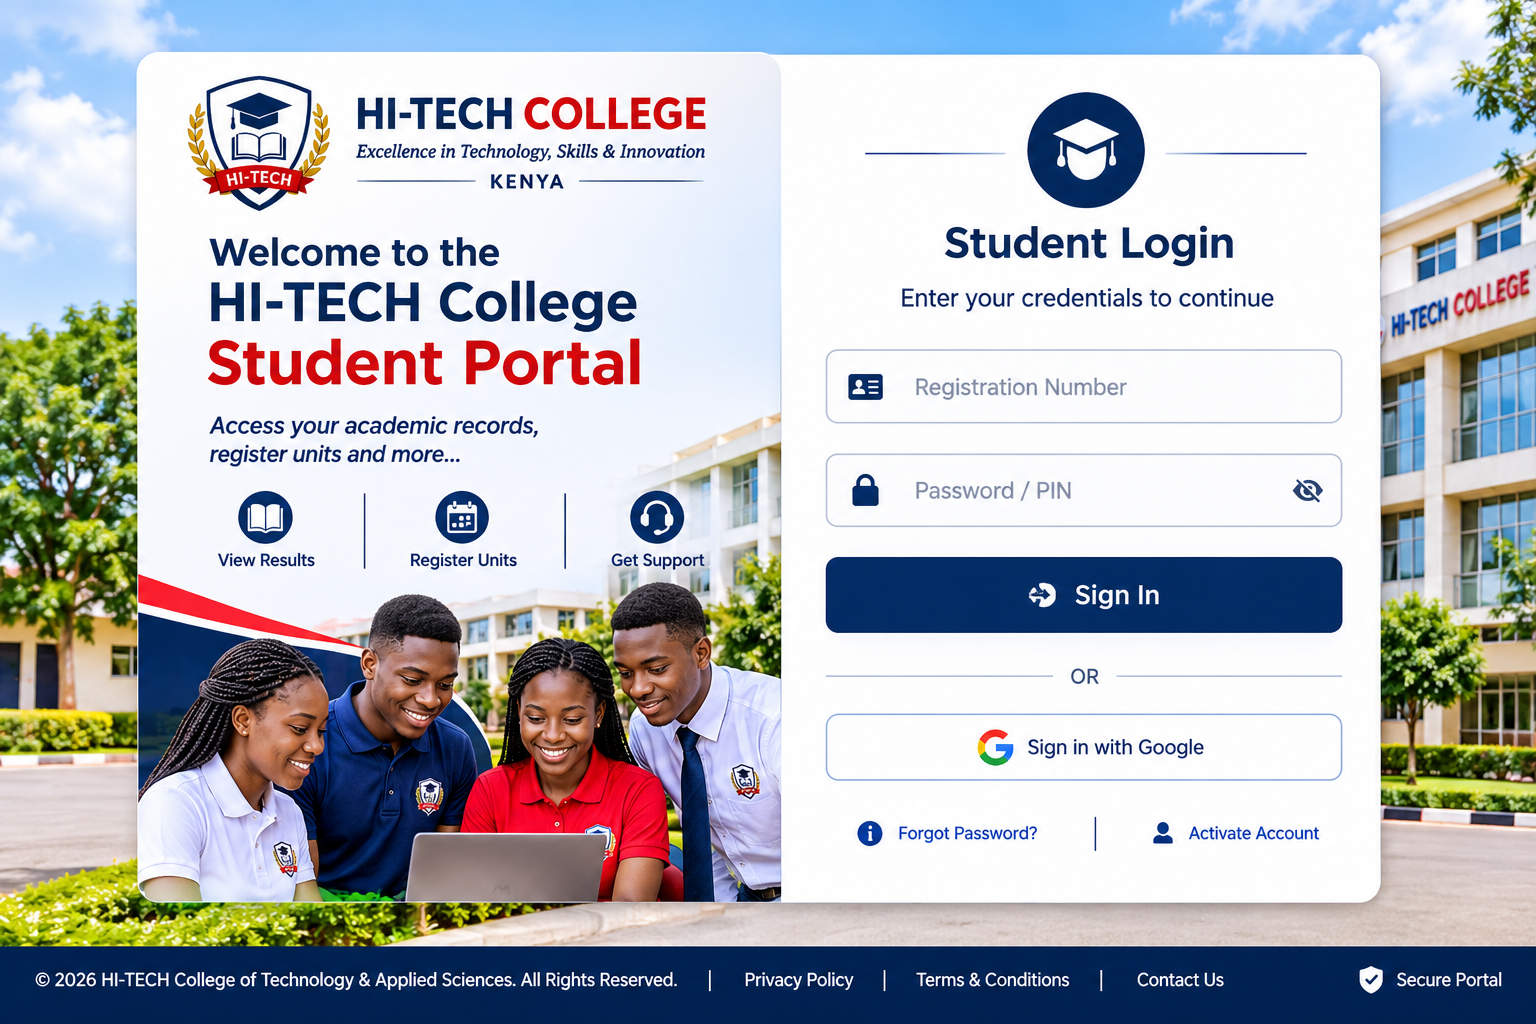 HI-TECH
HI-TECH COLLEGE
Excellence in Technology, Skills & Innovation
KENYA
Welcome to the
HI-TECH College
Student Portal
Access your academic records,
register units and more...
View Results
Register Units
Get Support
Student Login
Enter your credentials to continue
Registration Number
Password / PIN
Sign In
OR
Sign in with Google
Forgot Password?
Activate Account
HI-TECH COLLEGE
© 2026 HI-TECH College of Technology & Applied Sciences. All Rights Reserved.
Privacy Policy
Terms & Conditions
Contact Us
Secure Portal